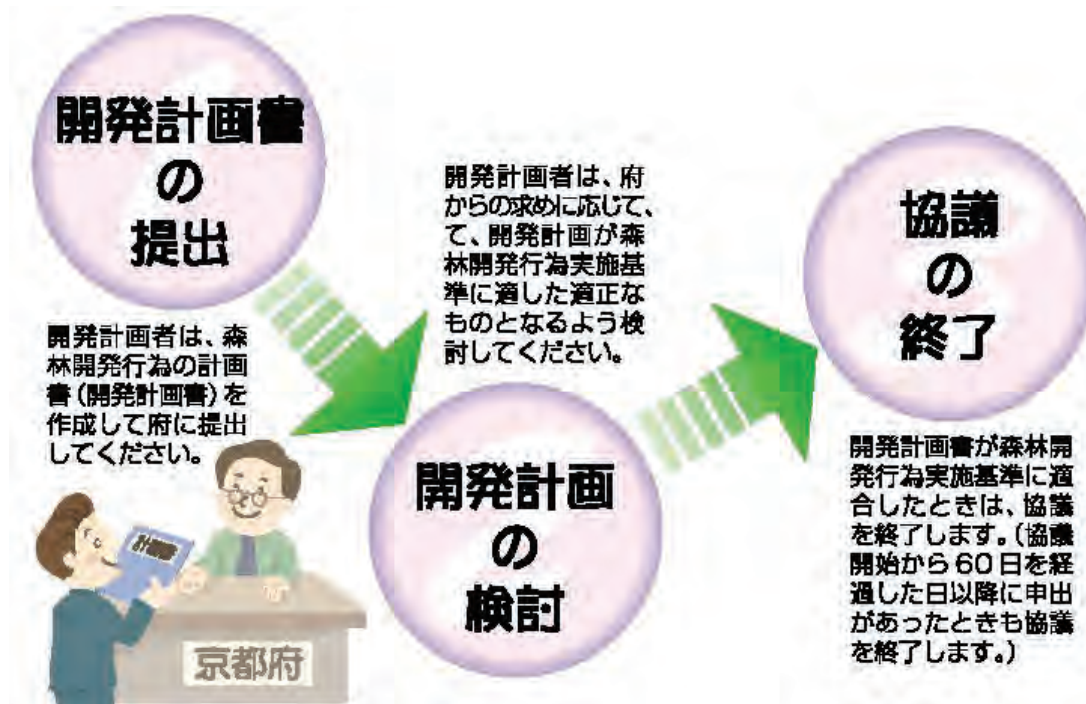 開発計画書
の
提出
開発計画者は、森
林開発行為の計画
書(開発計画書)を
作成して府に提出
してください。
計画書
京都府
開発計画者は、府
からの求めに応じて、
て、開発計画が森
林開発行為実施基
準に適した適正な
ものとなるよう検
討してください。
開発計画
の
検討
協議
の
終了
開発計画書が森林開
発行為実施基準に適
合したときは、協議
を終了します。(協議
開始から60日を経
過した日以降に申出
があったときも協議
を終了します。)